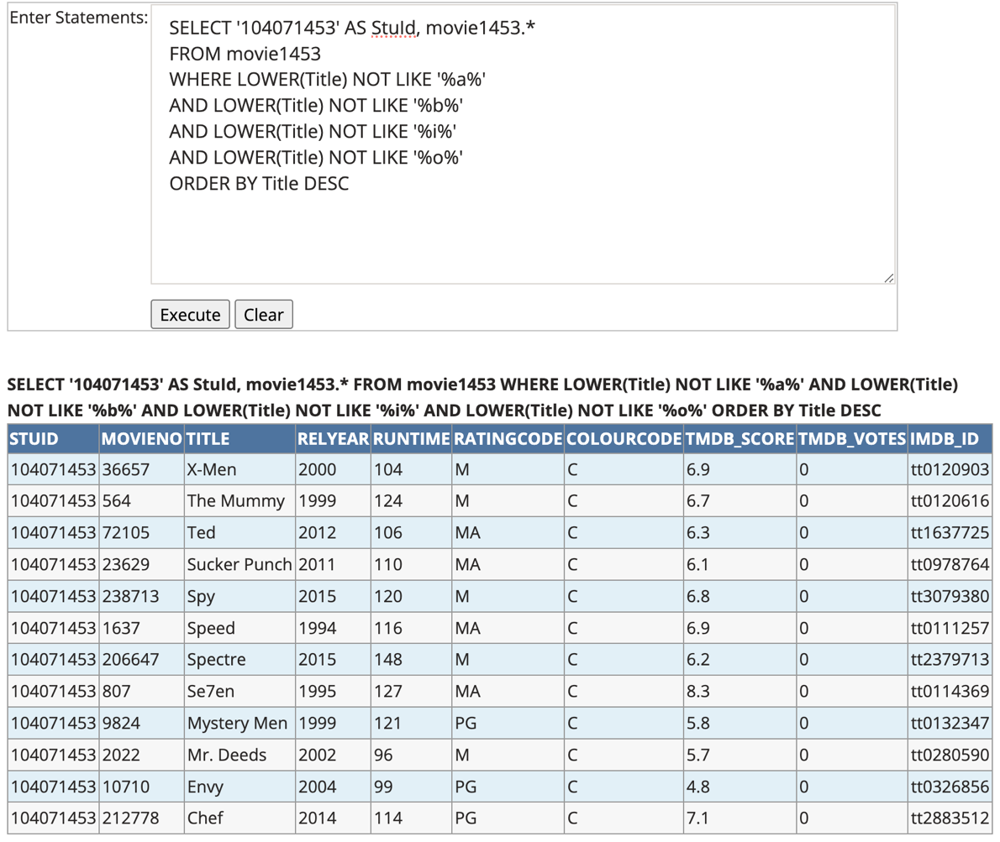 Enter Statements:
SELECT '104071453' AS StuId, movie1453.*
FROM movie1453
WHERE LOWER(Title) NOT LIKE '%a%'
AND LOWER(Title) NOT LIKE '%b%'
AND LOWER(Title) NOT LIKE '%i%'
AND LOWER(Title) NOT LIKE '%o%'
ORDER BY Title DESC
Execute Clear
SELECT '104071453' AS StuId, movie1453.* FROM movie1453 WHERE LOWER(Title) NOT LIKE '%a%' AND LOWER(Title)
NOT LIKE '%b%' AND LOWER(Title) NOT LIKE '%i%' AND LOWER(Title) NOT LIKE '%o%' ORDER BY Title DESC
STUID MOVIENO TITLE RELYEAR RUNTIME RATINGCODE COLOURCODE TMDB_SCORE TMDB_VOTES IMDB_ID
104071453 36657 X-Men 2000 104 M C 6.9 0 tt0120903
104071453 564 The Mummy 1999 124 M C 6.7 0 tt0120616
104071453 72105 Ted 2012 106 MA C 6.3 0 tt1637725
104071453 23629 Sucker Punch 2011 110 MA C 6.1 0 tt0978764
104071453 238713 Spy 2015 120 M C 6.8 0 tt3079380
104071453 1637 Speed 1994 116 MA C 6.9 0 tt0111257
104071453 206647 Spectre 2015 148 M C 6.2 0 tt2379713
104071453 807 Se7en 1995 127 MA C 8.3 0 tt0114369
104071453 9824 Mystery Men 1999 121 PG C 5.8 0 tt0132347
104071453 2022 Mr. Deeds 2002 96 M C 5.7 0 tt0280590
104071453 10710 Envy 2004 99 PG C 4.8 0 tt0326856
104071453 212778 Chef 2014 114 PG C 7.1 0 tt2883512